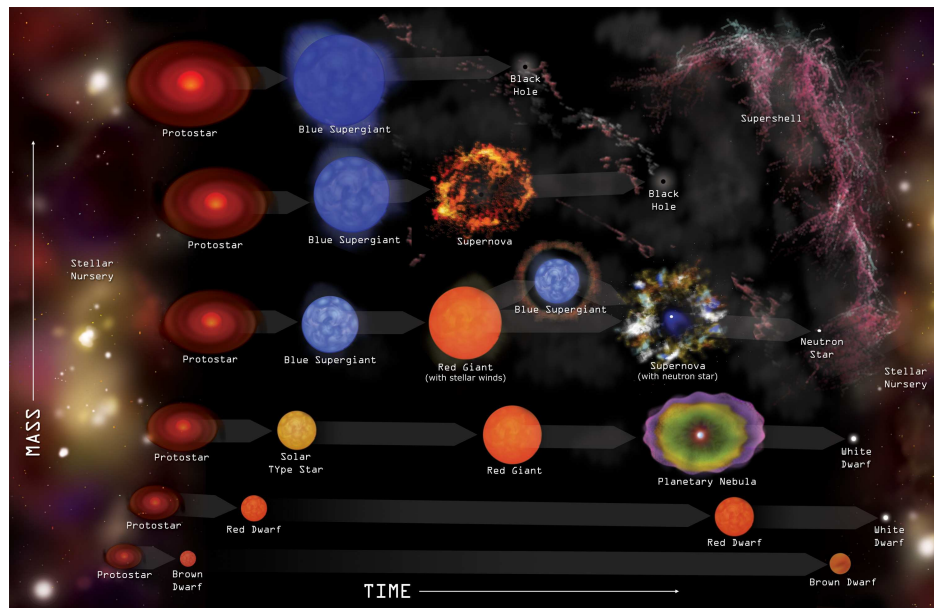 Protostar
Blue Supergiant
Black
Hole
Supershell
Protostar
Blue Supergiant
Supernova
Black
Hole
Stellar
Nursery
Protostar
Blue Supergiant
Red Giant
(with stellar winds)
Blue Supergiant
Supernova
(with neutron star)
Neutron
Star
Stellar
Nursery
MASS
Protostar
Solar
TYpe Star
Red Giant
Planetary Nebula
White
Dwarf
Protostar
Red Dwarf
Red Dwarf
White
Dwarf
Protostar
Brown
Dwarf
Brown Dwarf
TIME